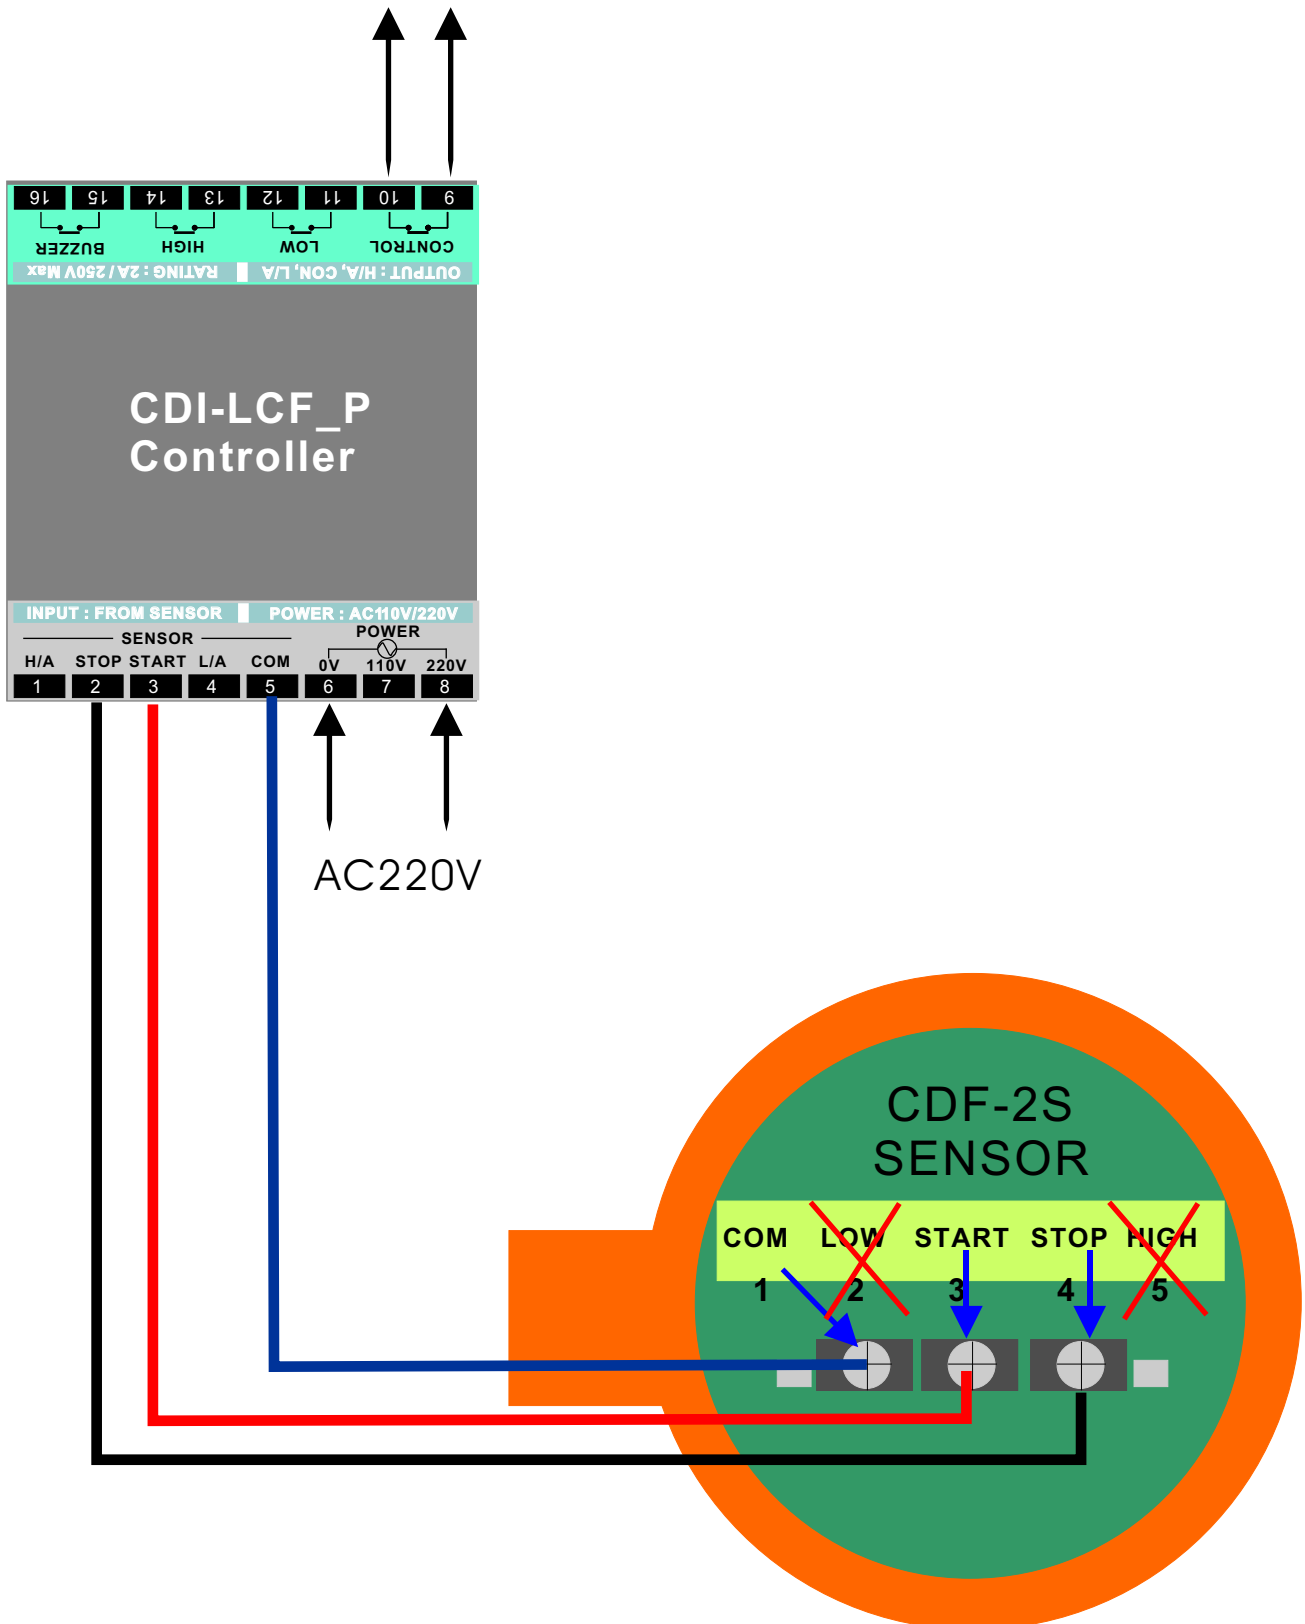 16 15 14 13 12 11 10 9
BUZZER HIGH LOW CONTROL
RATING : 2A / 250V Max OUTPUT : H/A, CON, L/A
CDI-LCF_P
Controller
INPUT : FROM SENSOR POWER : AC110V/220V
SENSOR POWER
H/A STOP START L/A COM 0V 110V 220V
1 2 3 4 5 6 7 8
AC220V
CDF-2S
SENSOR
COM LOW START STOP HIGH
1 2 3 4 5